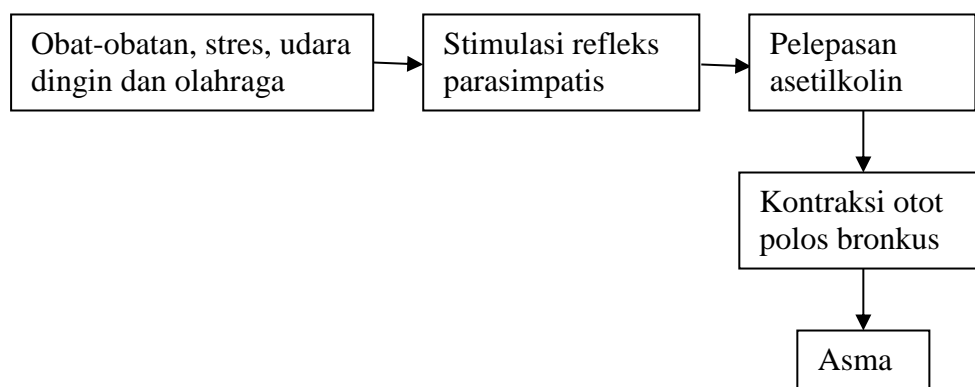 Obat-obatan, stres, udara
dingin dan olahraga
Stimulasi refleks
parasimpatis
Pelepasan
asetilkolin
Kontraksi otot
polos bronkus
Asma